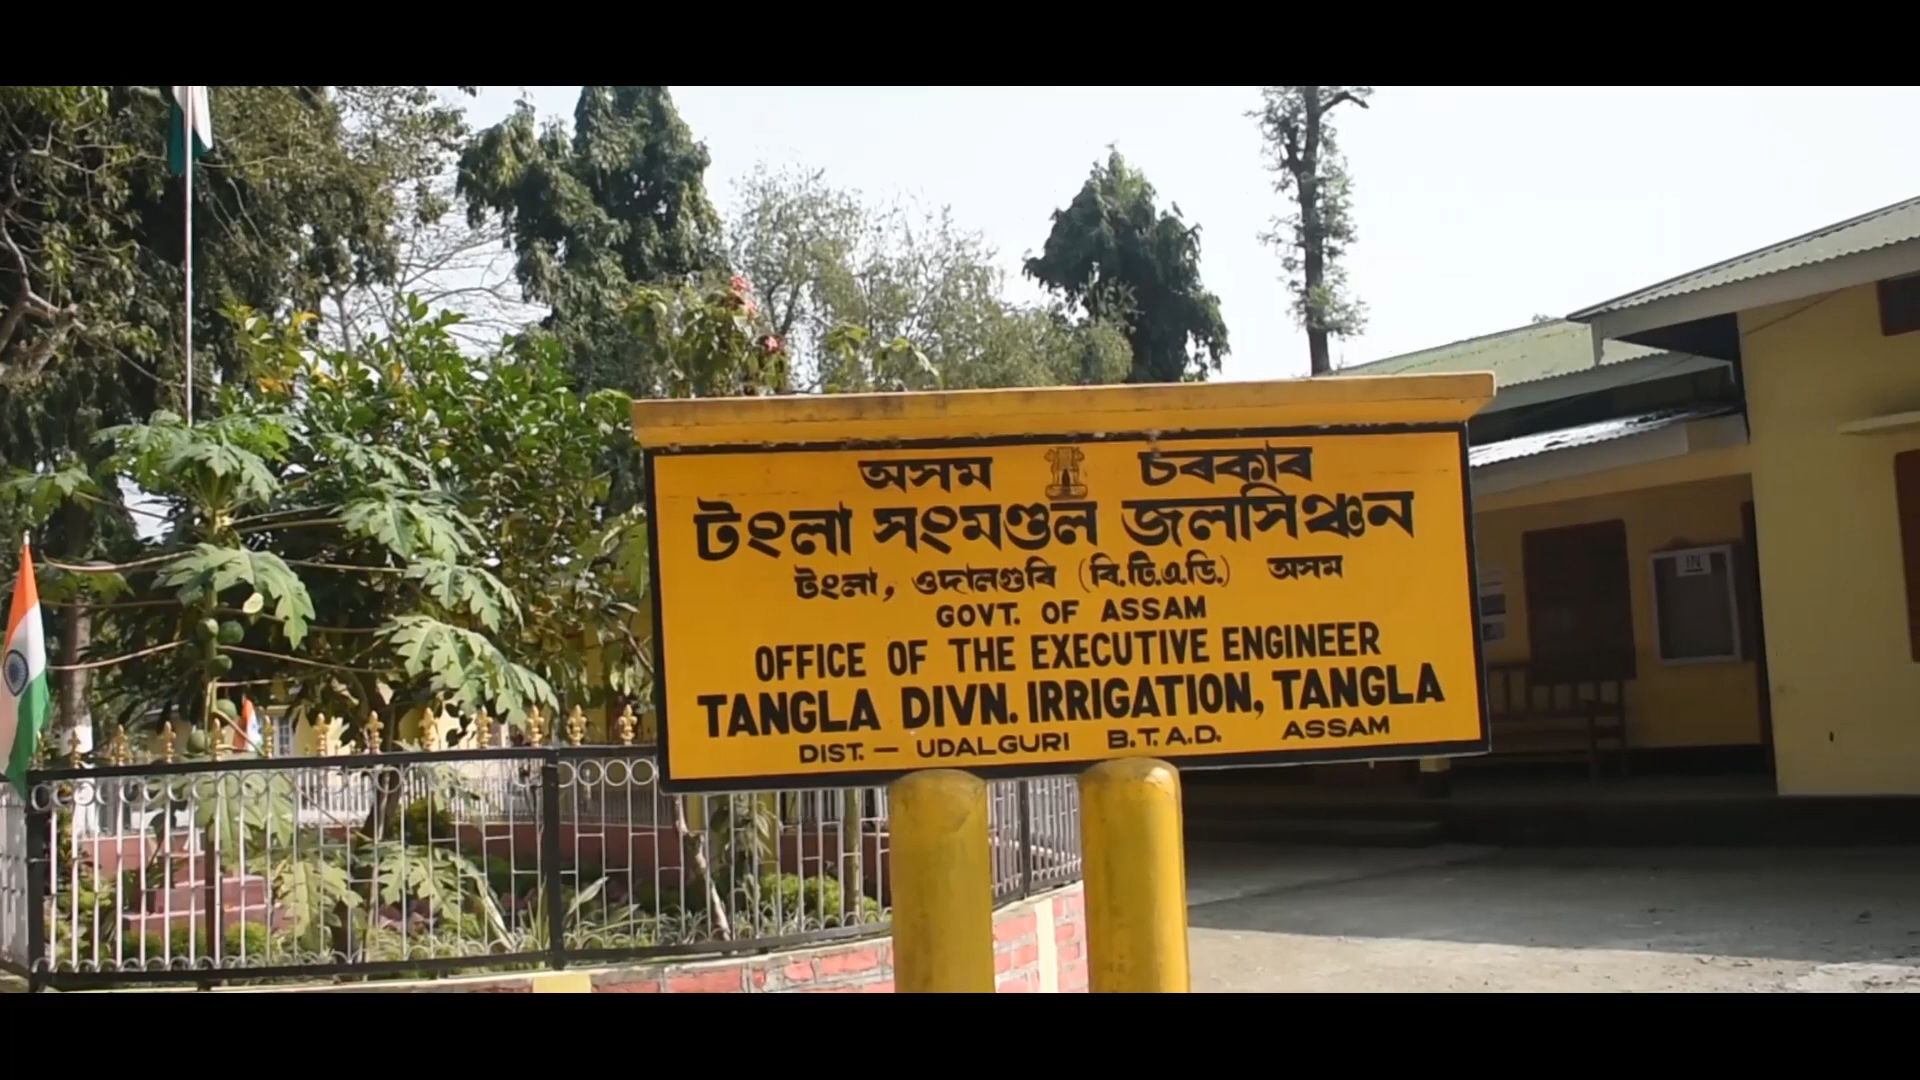 অসম চৰকাৰ
টংলা সংমণ্ডল জলসিঞ্চন
টংলা, ওদালগুৰি (বি.টি.এ.ডি.) অসম
GOVT. OF ASSAM
OFFICE OF THE EXECUTIVE ENGINEER
TANGLA DIVN. IRRIGATION, TANGLA
DIST. — UDALGURI B.T.A.D. ASSAM